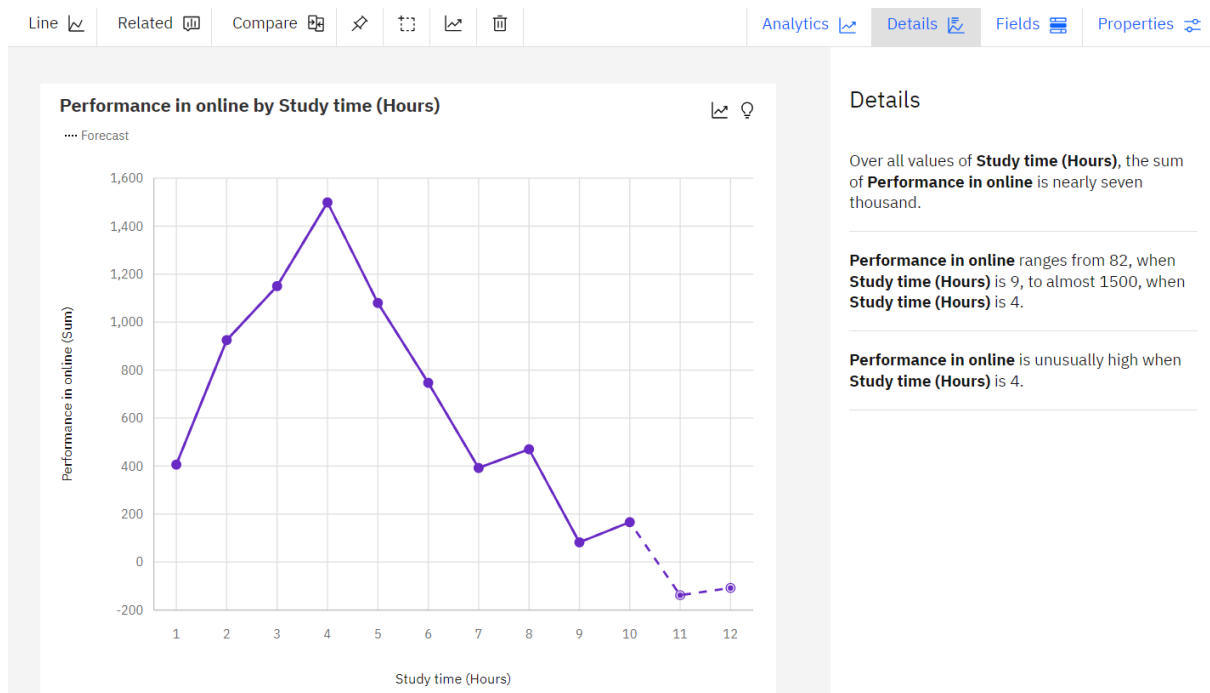 Line Related Compare Analytics Details Fields Properties
Performance in online by Study time (Hours)
Forecast
1,600
1,400
1,200
1,000
800
600
400
200
0
-200
Performance in online (Sum)
1 2 3 4 5 6 7 8 9 10 11 12
Study time (Hours)
Details
Over all values of Study time (Hours), the sum
of Performance in online is nearly seven
thousand.
Performance in online ranges from 82, when
Study time (Hours) is 9, to almost 1500, when
Study time (Hours) is 4.
Performance in online is unusually high when
Study time (Hours) is 4.